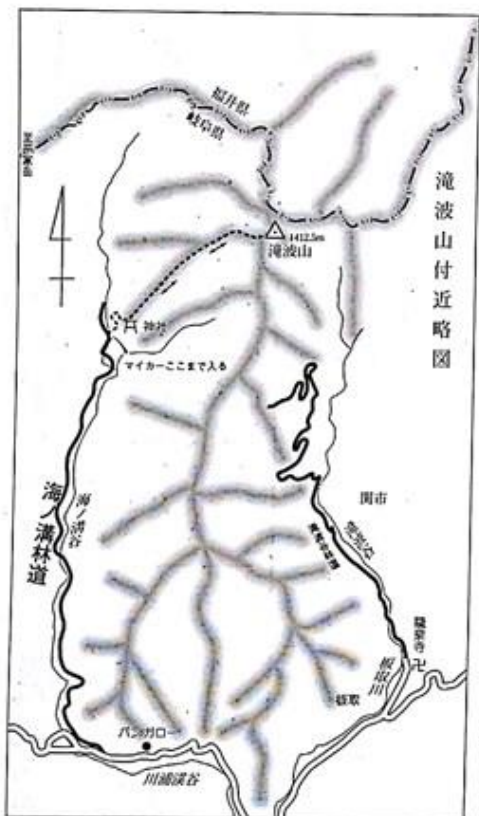 滝波山付近略図
福井県
岐阜県
1412.5m
滝波山
神社
マイカーここまで入る
海ノ溝谷
海ノ溝林道
関市
板取川
板取
バンガロー
川浦渓谷